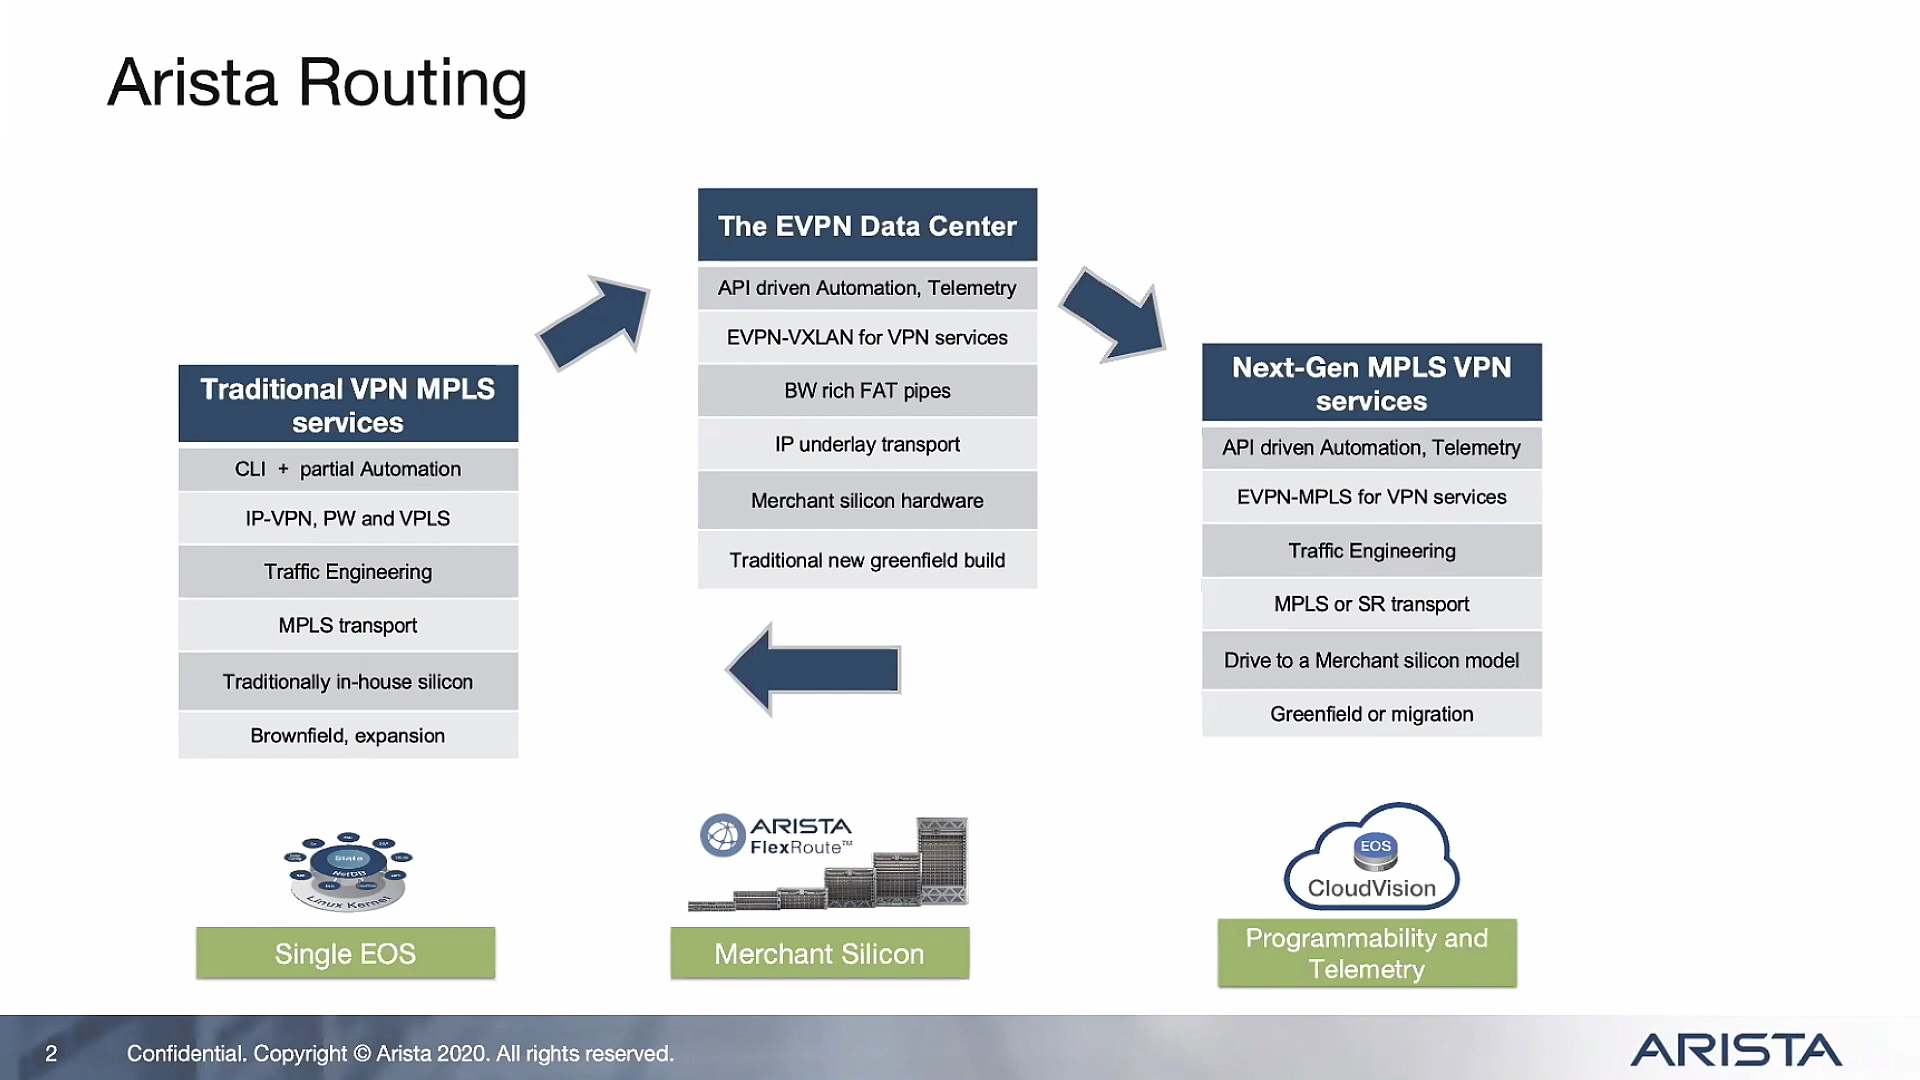 Arista Routing
The EVPN Data Center
API driven Automation, Telemetry
EVPN-VXLAN for VPN services
BW rich FAT pipes
IP underlay transport
Merchant silicon hardware
Traditional new greenfield build
Traditional VPN MPLS
services
CLI + partial Automation
IP-VPN, PW and VPLS
Traffic Engineering
MPLS transport
Traditionally in-house silicon
Brownfield, expansion
Next-Gen MPLS VPN
services
API driven Automation, Telemetry
EVPN-MPLS for VPN services
Traffic Engineering
MPLS or SR transport
Drive to a Merchant silicon model
Greenfield or migration
State
NetDB
Linux Kernel
Single EOS
ARISTA
FlexRoute™
Merchant Silicon
EOS
CloudVision
Programmability and
Telemetry
2
Confidential. Copyright © Arista 2020. All rights reserved.
ARISTA